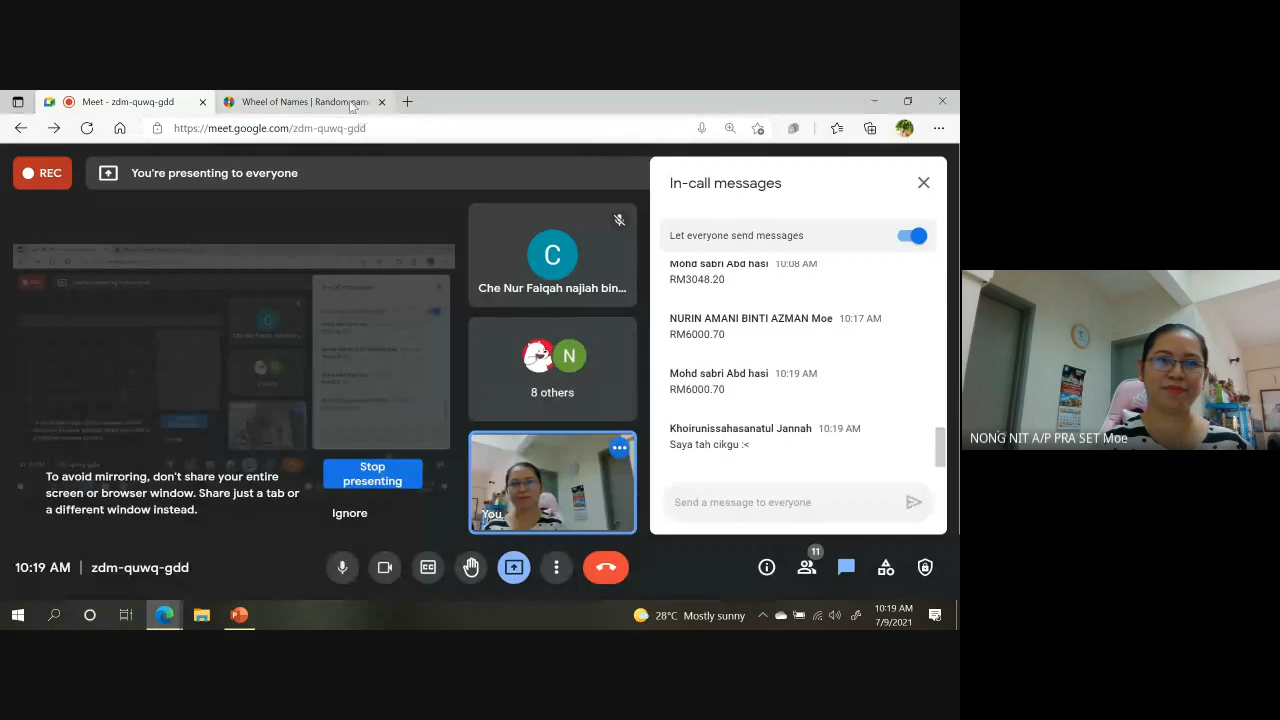 Meet - zdm-quwq-gdd
Wheel of Names | Random nam
https://meet.google.com/zdm-quwq-gdd
REC
You're presenting to everyone
In-call messages
Let everyone send messages
Mohd sabri Abd hasi 10:08 AM
RM3048.20
NURIN AMANI BINTI AZMAN Moe 10:17 AM
RM6000.70
Mohd sabri Abd hasi 10:19 AM
RM6000.70
Khoirunissahasanatul Jannah 10:19 AM
Saya tah cikgu :<
Send a message to everyone
C
Che Nur Faiqah najiah bin...
N
8 others
You
To avoid mirroring, don't share your entire
screen or browser window. Share just a tab or
a different window instead.
Stop
presenting
Ignore
10:19 AM | zdm-quwq-gdd
11
28°C Mostly sunny
10:19 AM
7/9/2021
NONG NIT A/P PRA SET Moe